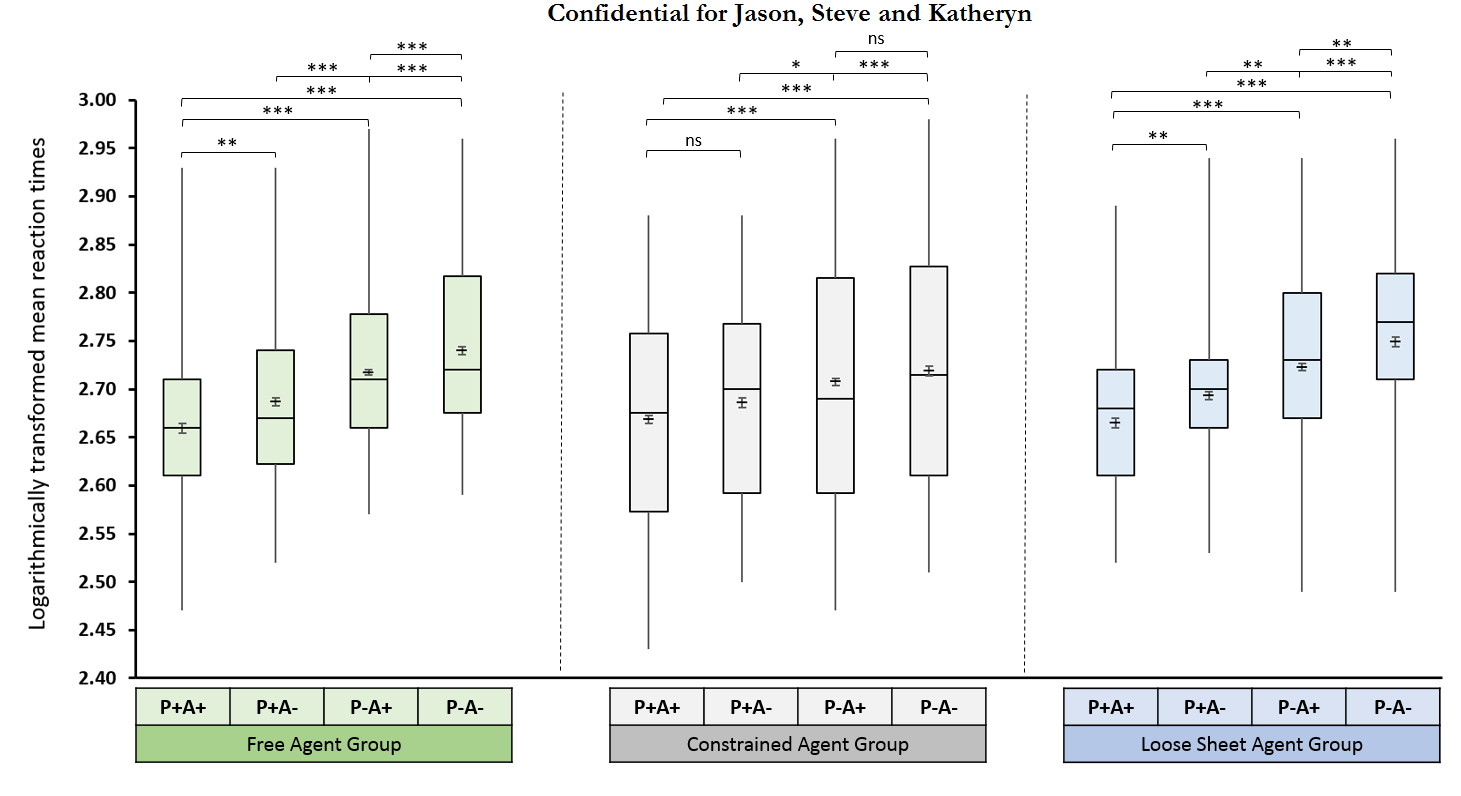 Confidential for Jason, Steve and Katheryn
ns
*** **
*** *** * *** ** ***
*** *** ***
*** *** ***
** ns **
Logarithmically transformed mean reaction times
3.00
2.95
2.90
2.85
2.80
2.75
2.70
2.65
2.60
2.55
2.50
2.45
2.40
P+A+ P+A- P-A+ P-A- P+A+ P+A- P-A+ P-A- P+A+ P+A- P-A+ P-A-
Free Agent Group Constrained Agent Group Loose Sheet Agent Group